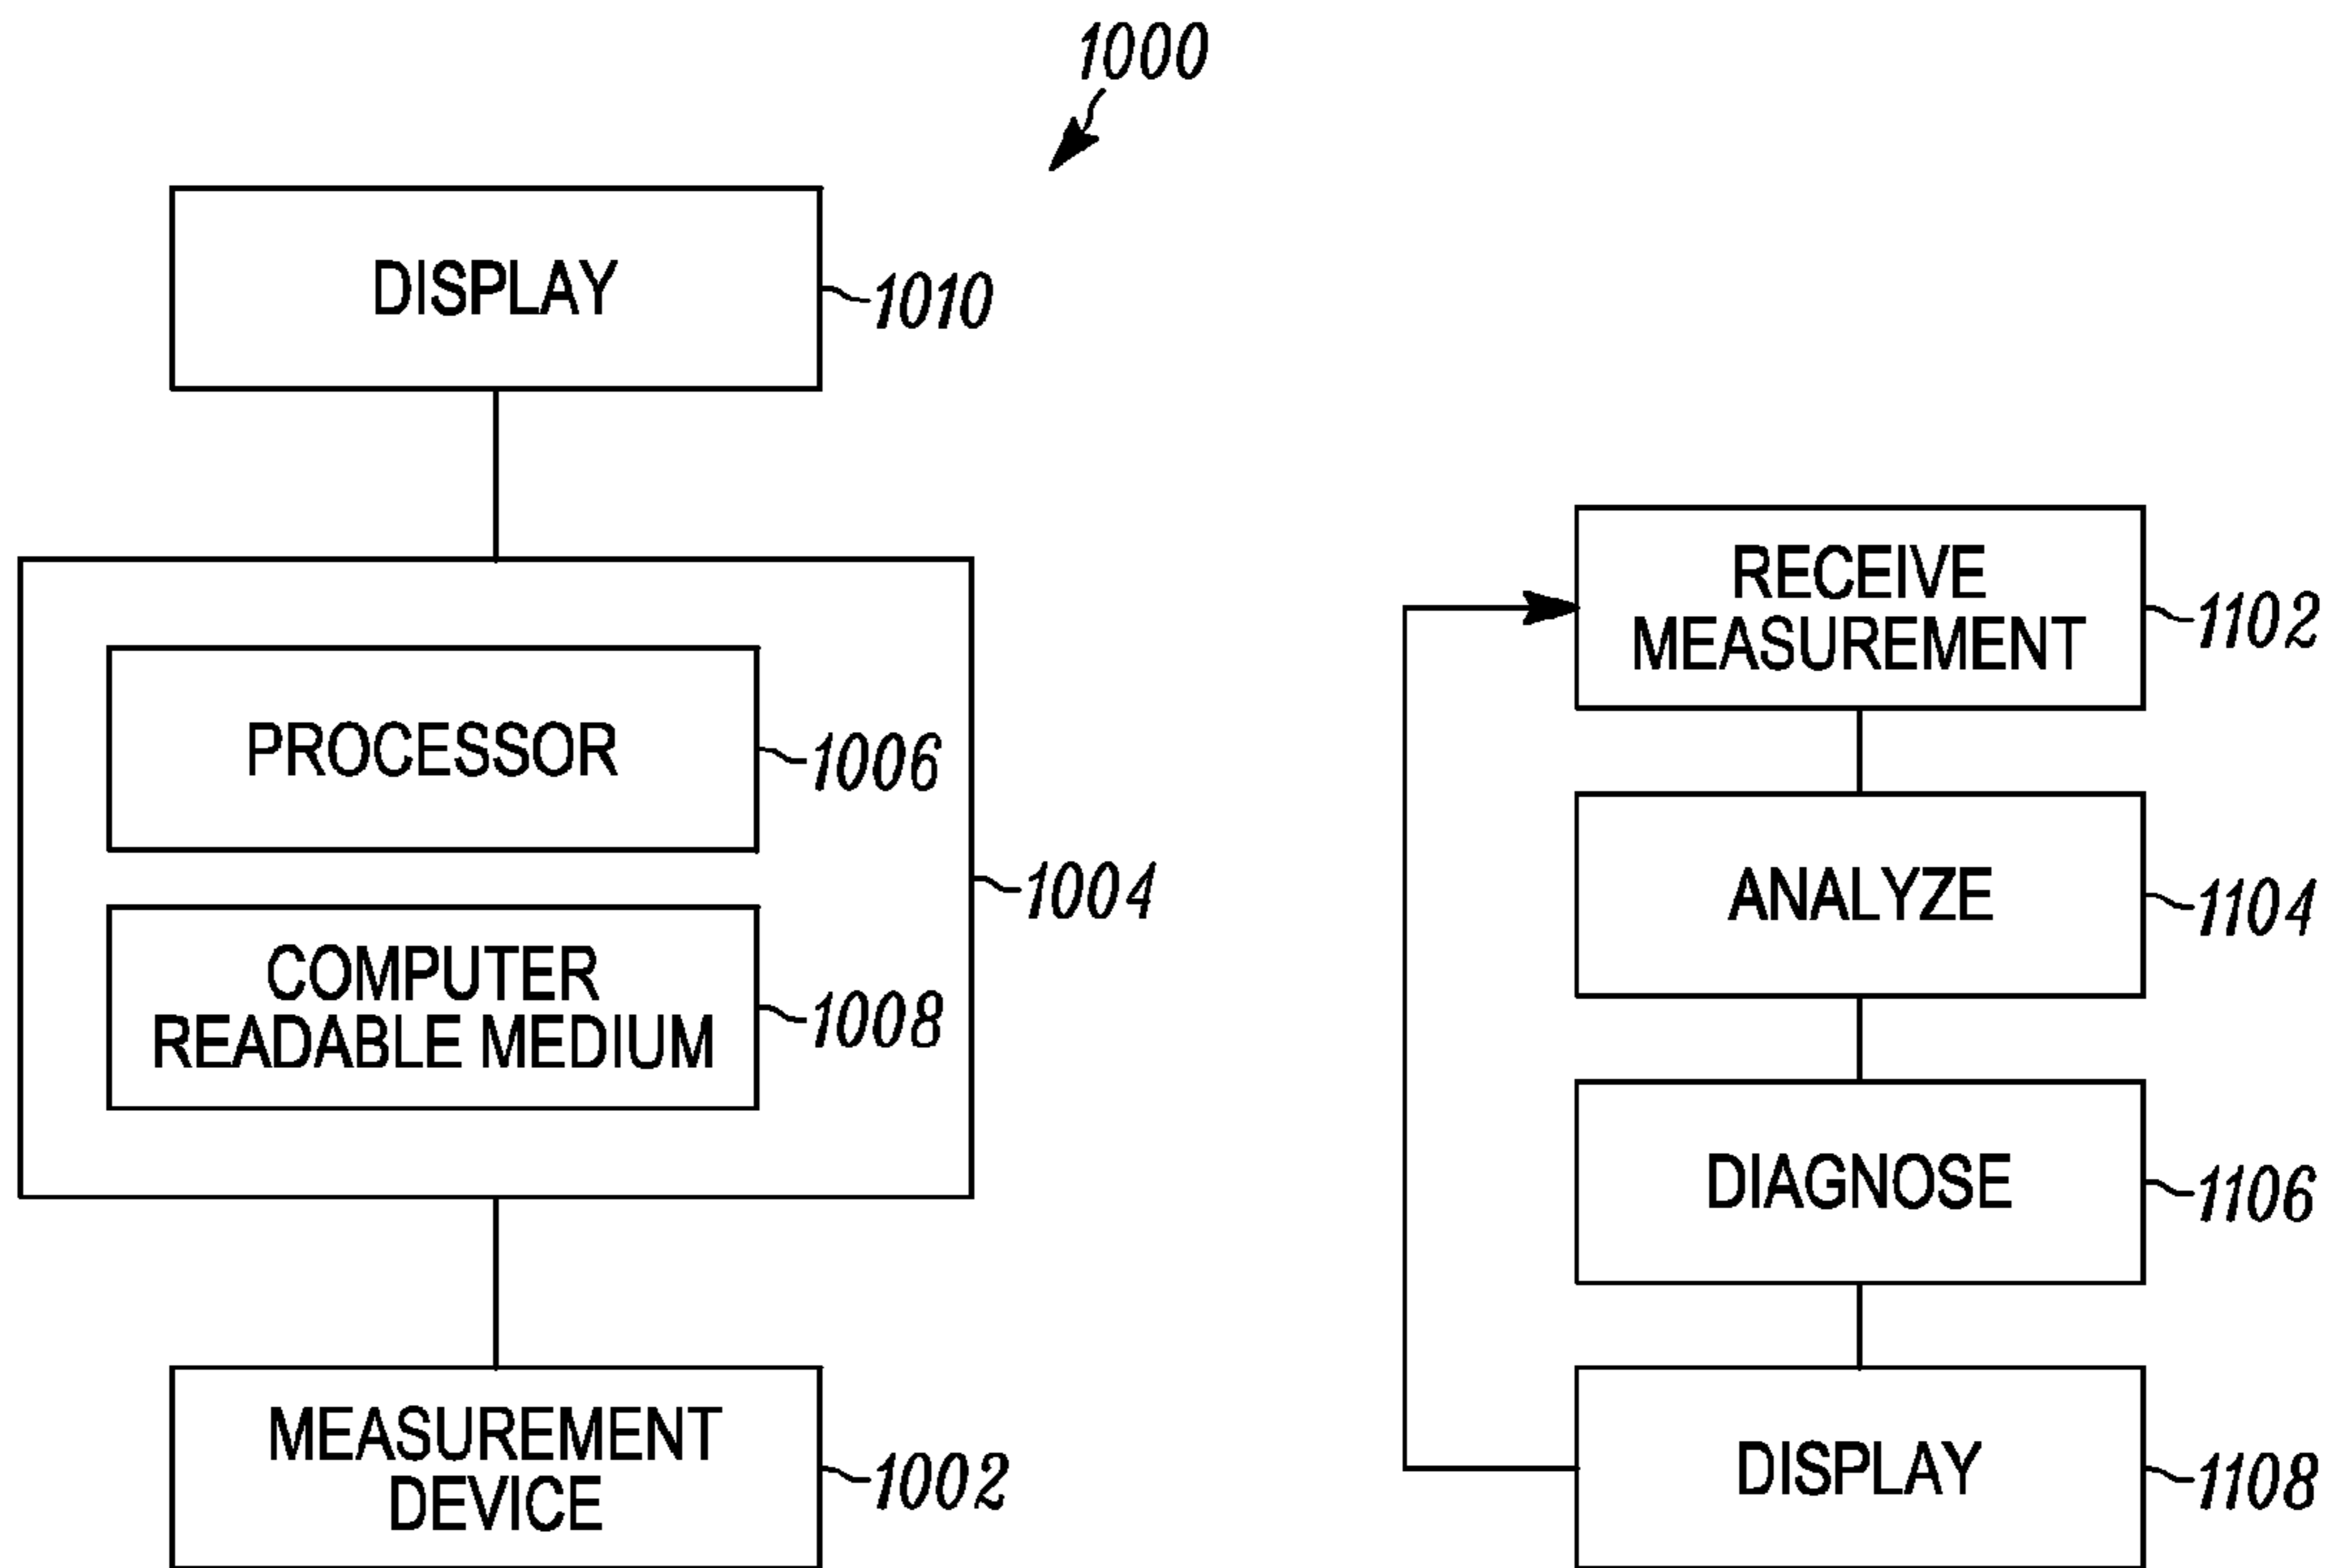 1000
DISPLAY
1010
PROCESSOR
1006
1004
COMPUTER
READABLE MEDIUM
1008
MEASUREMENT
DEVICE
1002
RECEIVE
MEASUREMENT
1102
ANALYZE
1104
DIAGNOSE
1106
DISPLAY
1108